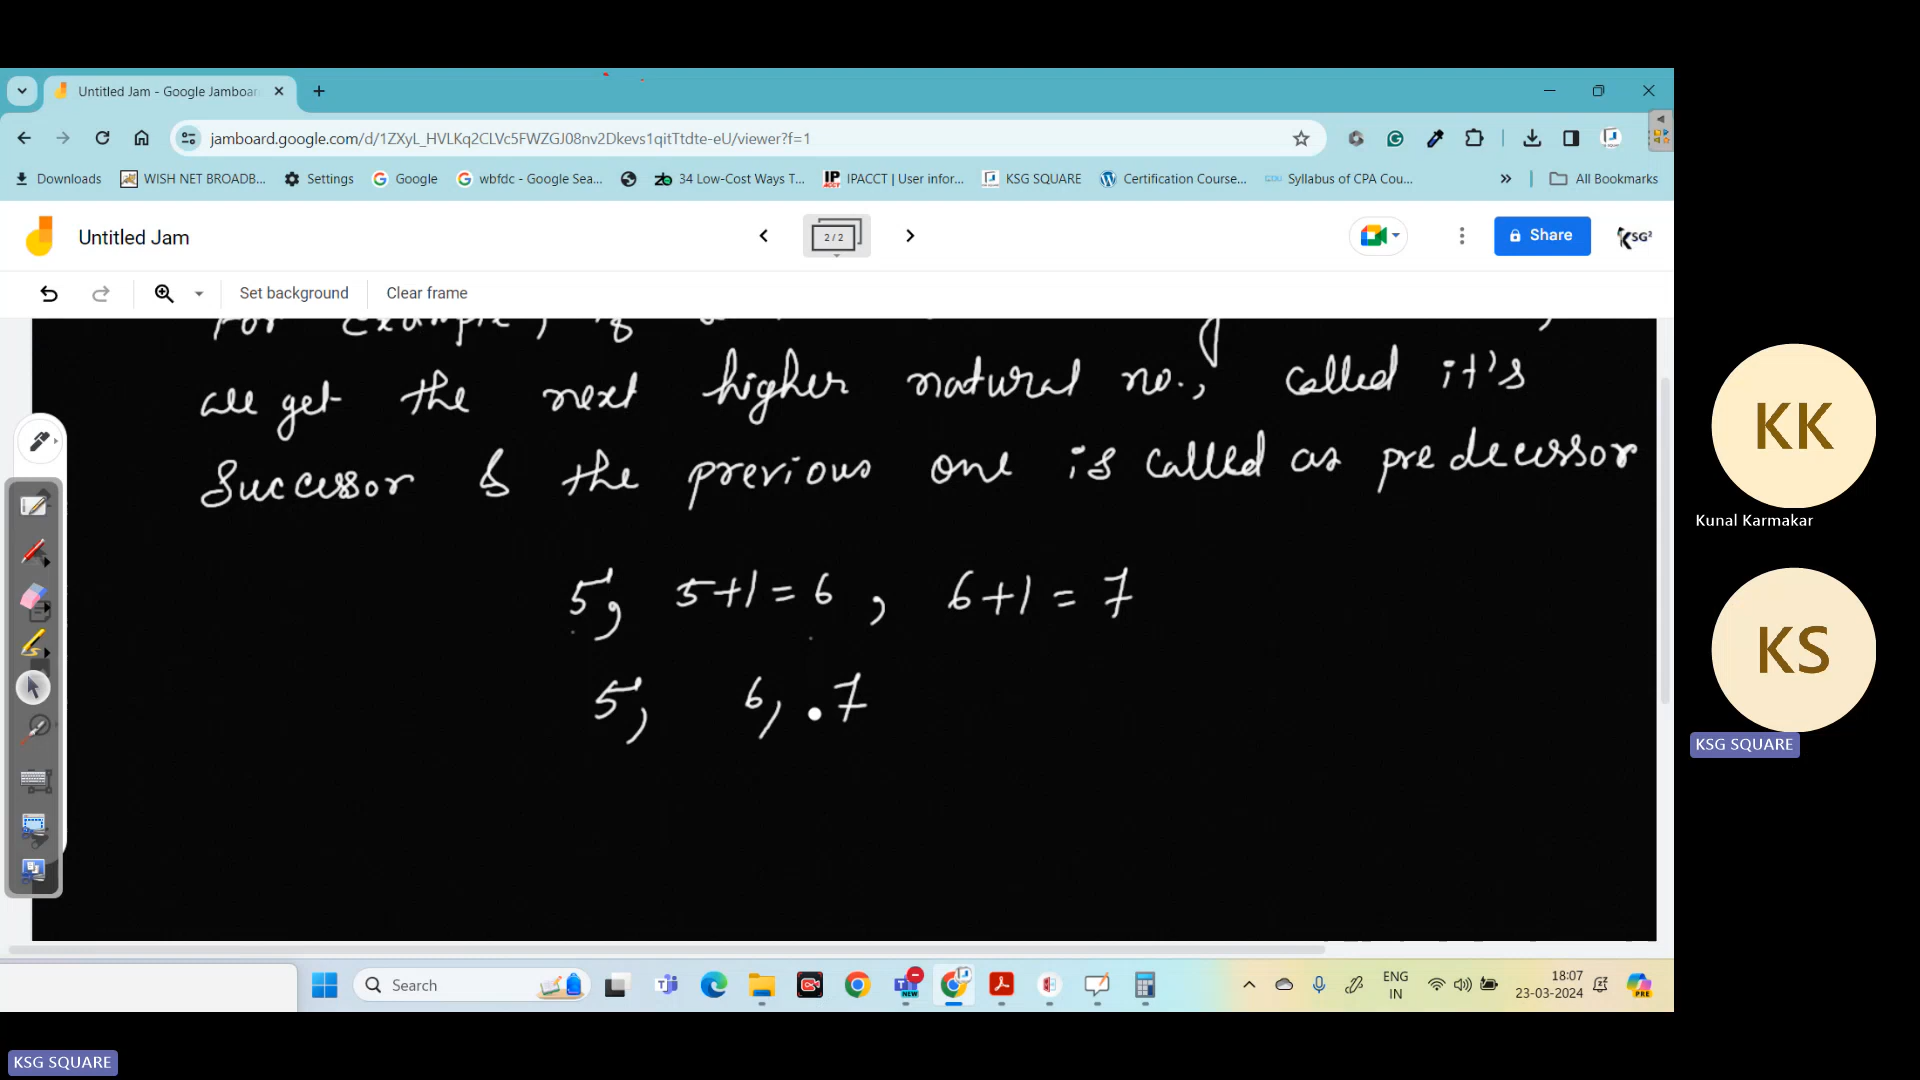 Untitled Jam - Google Jamboar
jamboard.google.com/d/1ZXyL_HVLKq2CLVc5FWZGJ08nv2Dkevs1qitTtdte-eU/viewer?f=1
Downloads WISH NET BROADB... Settings Google wbfdc - Google Sea... 34 Low-Cost Ways T... IPACCT | User infor... KSG SQUARE Certification Course... Syllabus of CPA Cou... » All Bookmarks
Untitled Jam 2 / 2 Share KSG²
Set background Clear frame
For example, if
we get the next higher natural no., called it's
Successor & the previous one is called as predecessor
5, 5+1=6, 6+1=7
5, 6, 7
KK
Kunal Karmakar
KS
KSG SQUARE
Search ENG IN 18:07
23-03-2024
KSG SQUARE